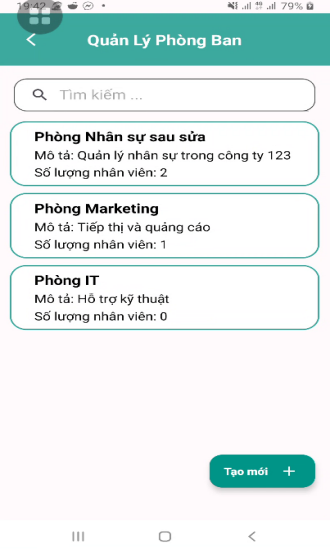 19:42
79%
Quản Lý Phòng Ban
Tìm kiếm ...
Phòng Nhân sự sau sửa
Mô tả: Quản lý nhân sự trong công ty 123
Số lượng nhân viên: 2
Phòng Marketing
Mô tả: Tiếp thị và quảng cáo
Số lượng nhân viên: 1
Phòng IT
Mô tả: Hỗ trợ kỹ thuật
Số lượng nhân viên: 0
Tạo mới +